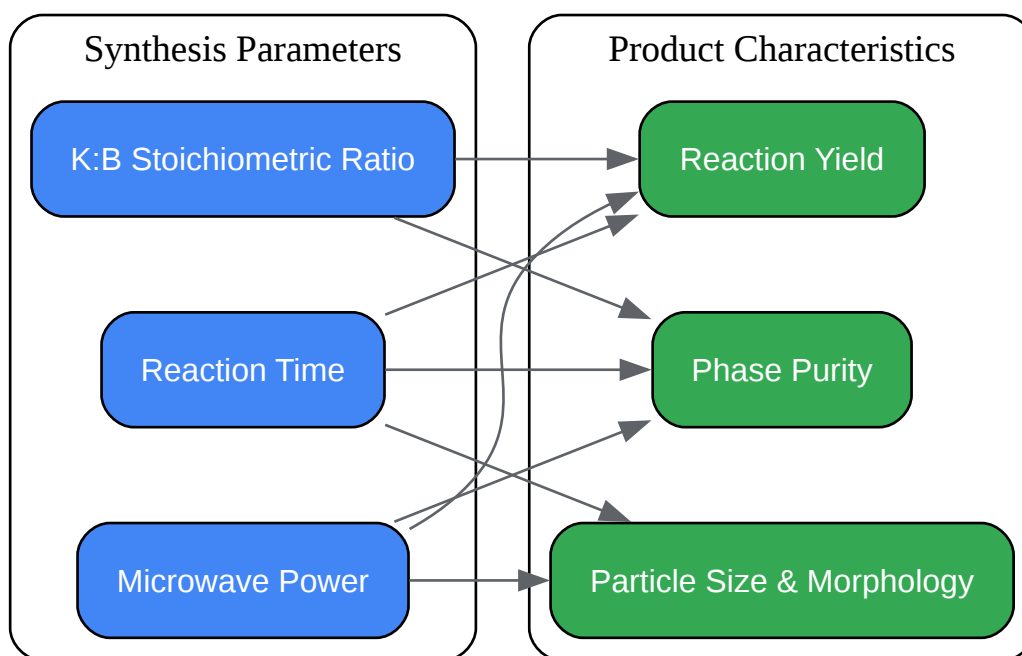 Synthesis Parameters
Product Characteristics
K:B Stoichiometric Ratio
Reaction Yield
Reaction Time
Phase Purity
Microwave Power
Particle Size & Morphology